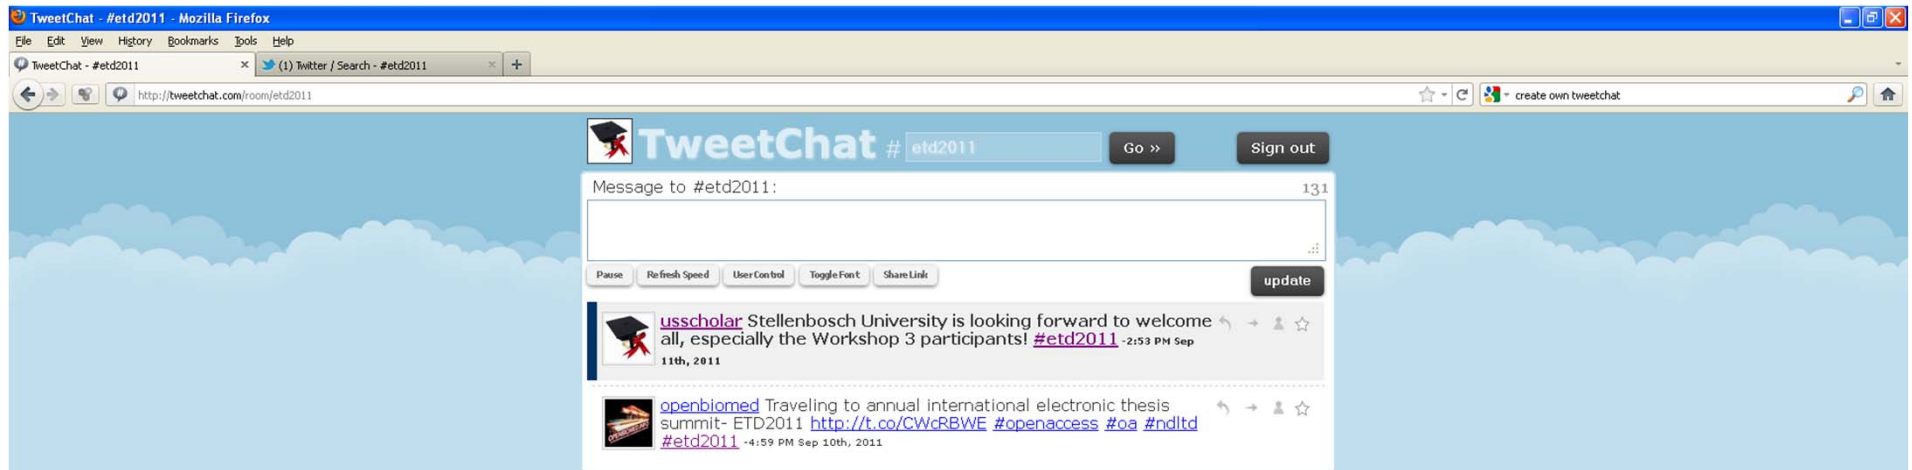 TweetChat - #etd2011 - Mozilla Firefox
File Edit View History Bookmarks Tools Help
TweetChat - #etd2011 × (1) Twitter / Search - #etd2011 × +
http://tweetchat.com/room/etd2011 create own tweetchat
TweetChat # etd2011 Go » Sign out
Message to #etd2011: 131
Pause Refresh Speed User Control Toggle Font Share Link update
usscholar Stellenbosch University is looking forward to welcome
all, especially the Workshop 3 participants! #etd2011 -2:53 PM Sep
11th, 2011
openbiomed Traveling to annual international electronic thesis
summit- ETD2011 http://t.co/CWcRBWE #openaccess #oa #ndltd
#etd2011 -4:59 PM Sep 10th, 2011